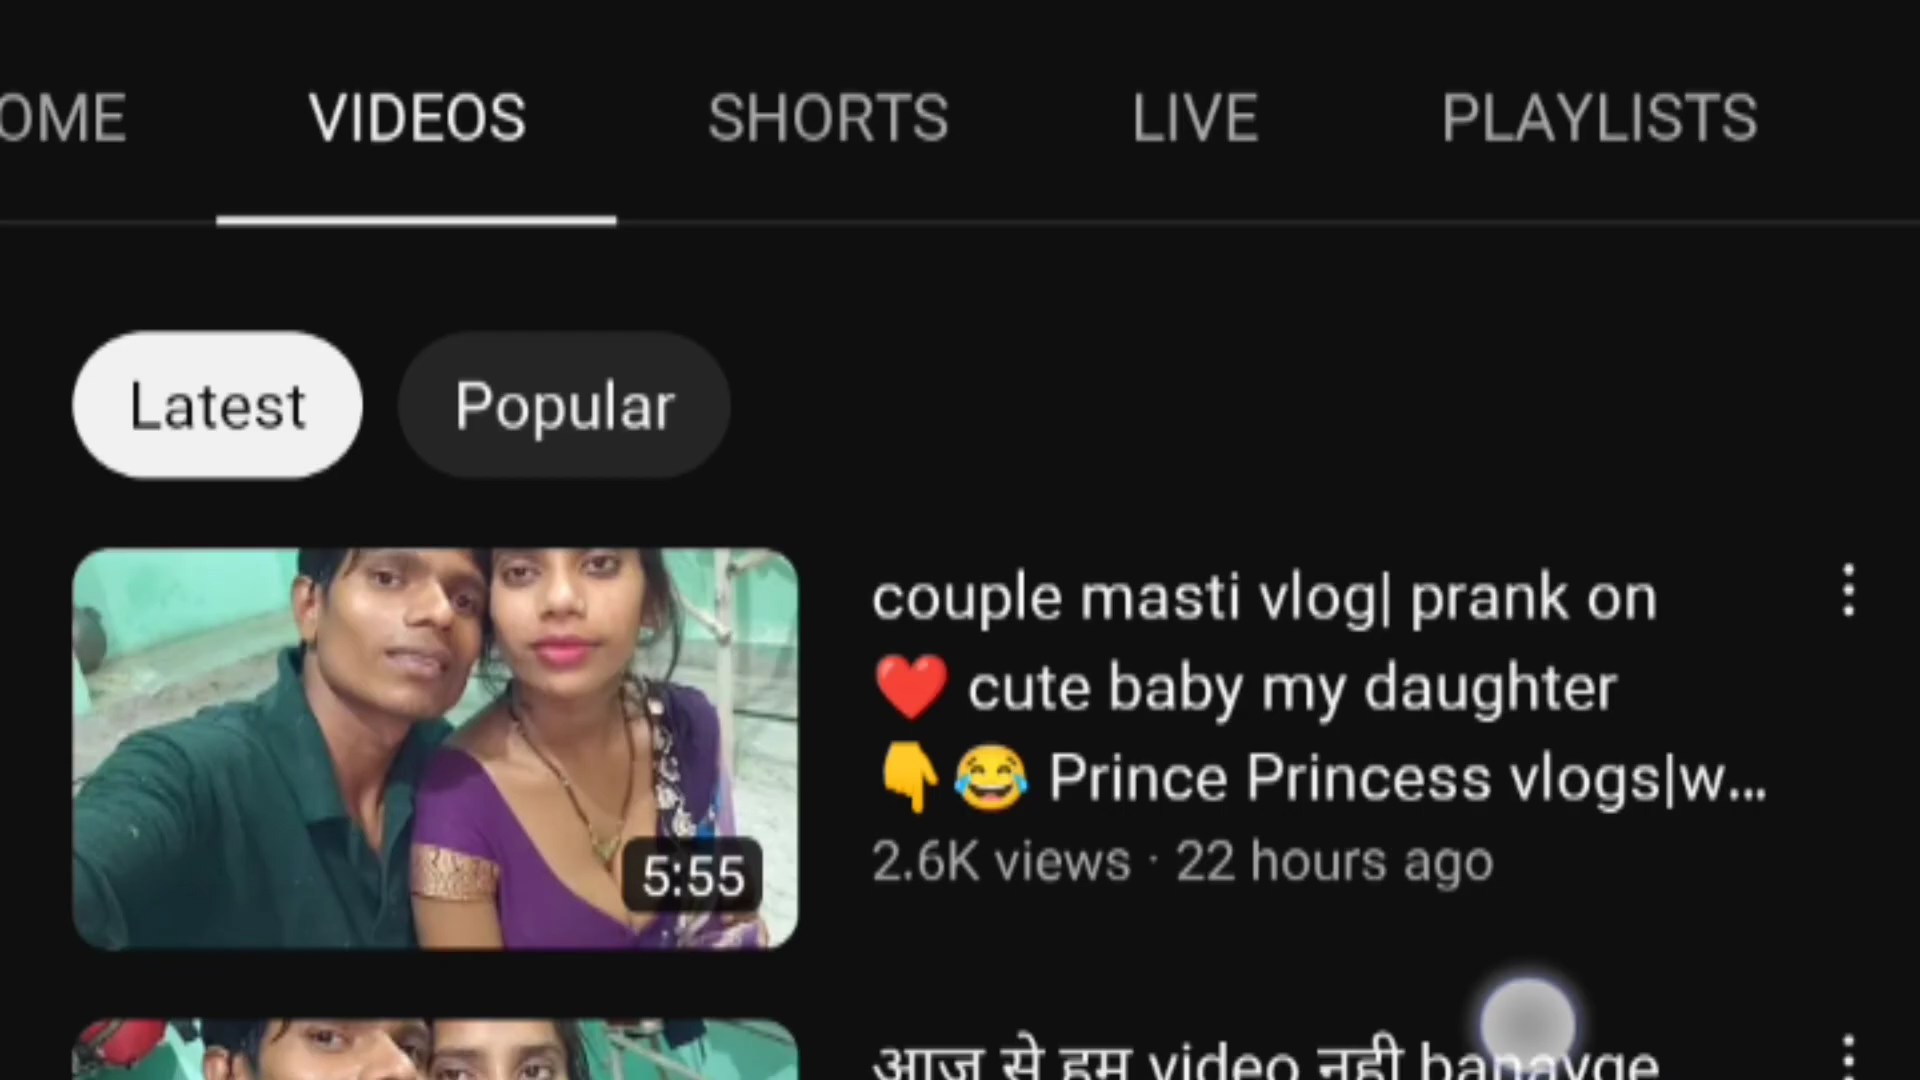 OME VIDEOS SHORTS LIVE PLAYLISTS
Latest Popular
couple masti vlog| prank on
❤️ cute baby my daughter
👇😂 Prince Princess vlogs|w...
5:55
2.6K views · 22 hours ago
आज से हम video नही banayge